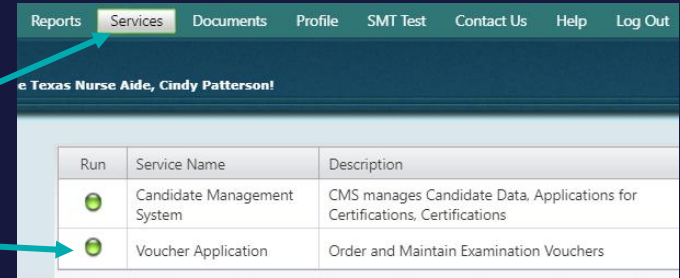 Reports Services Documents Profile SMT Test Contact Us Help Log Out
e Texas Nurse Aide, Cindy Patterson!
Run Service Name Description
Candidate Management System CMS manages Candidate Data, Applications for Certifications, Certifications
Voucher Application Order and Maintain Examination Vouchers